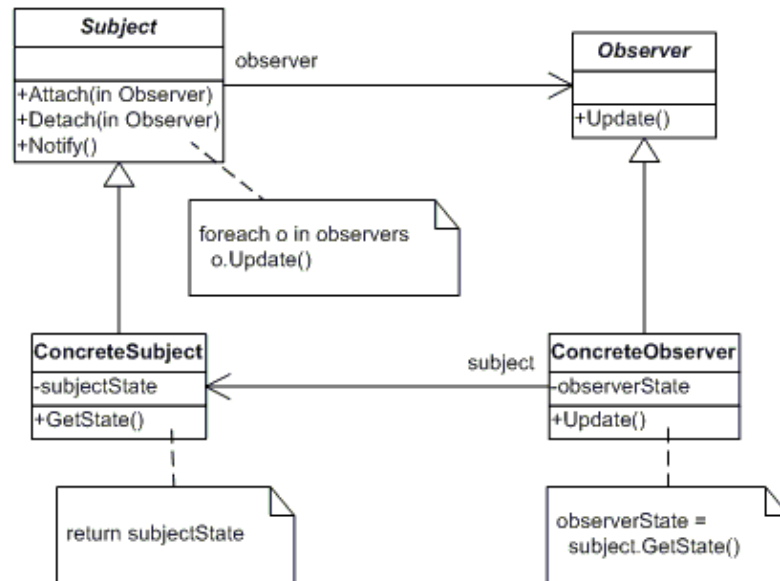 Subject
+Attach(in Observer)
+Detach(in Observer)
+Notify()
observer
Observer
+Update()
foreach o in observers
o.Update()
ConcreteSubject
-subjectState
+GetState()
subject
ConcreteObserver
-observerState
+Update()
return subjectState
observerState =
subject.GetState()